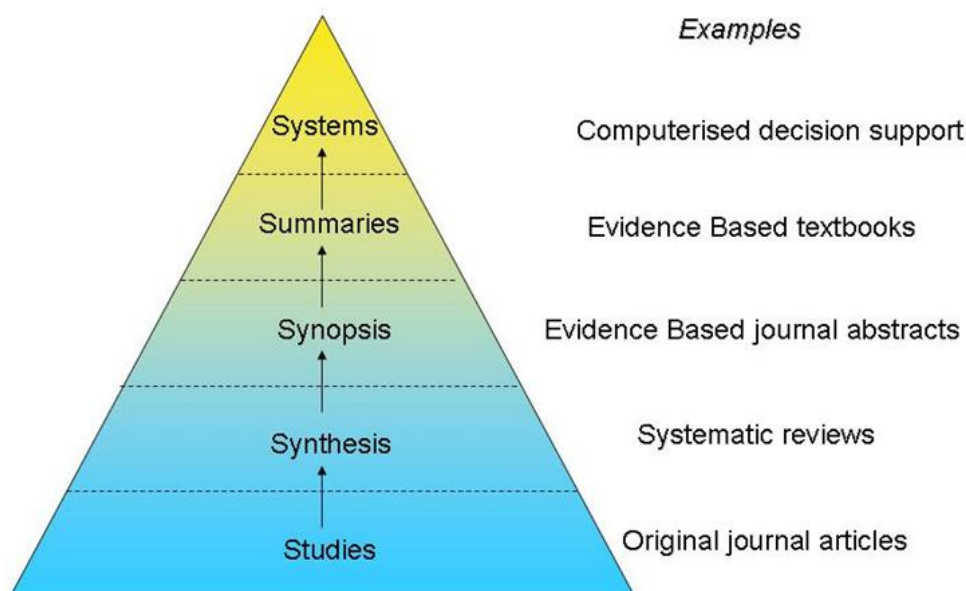 Examples
Systems
Computerised decision support
Summaries
Evidence Based textbooks
Synopsis
Evidence Based journal abstracts
Synthesis
Systematic reviews
Studies
Original journal articles